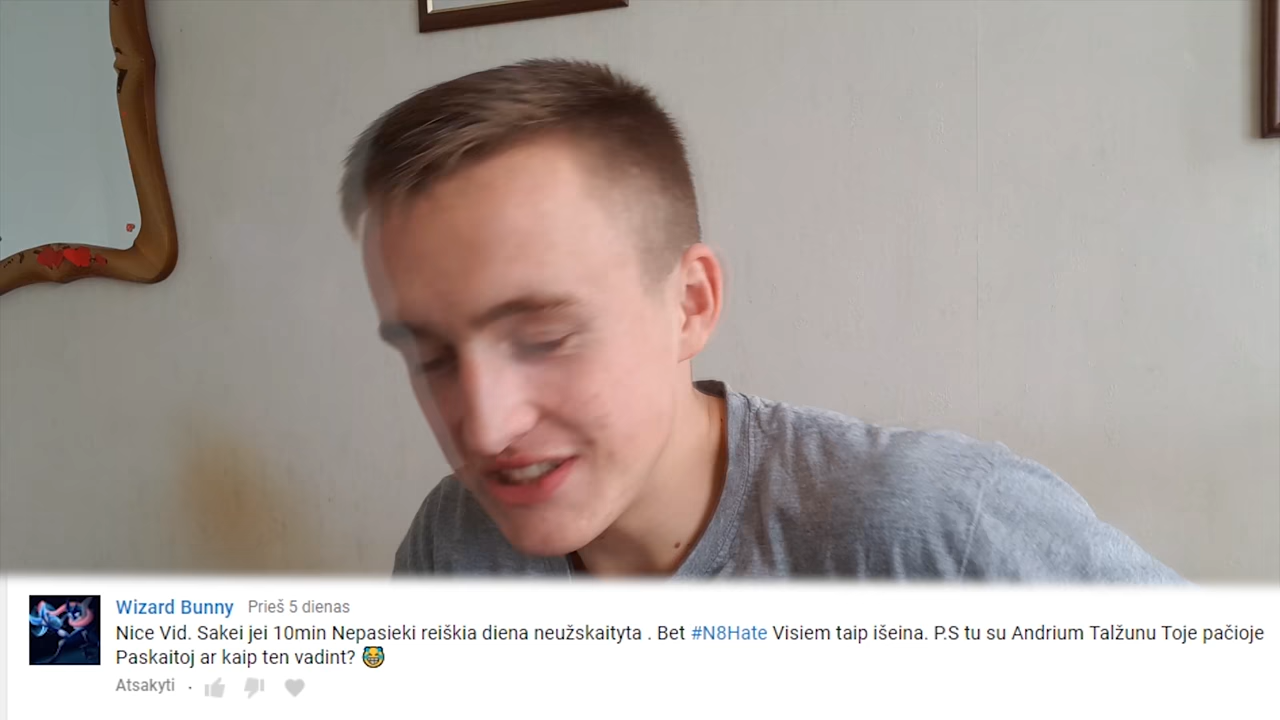 Wizard Bunny Prieš 5 dienas
Nice Vid. Sakei jei 10min Nepasieki reiškia diena neužskaityta . Bet #N8Hate Visiem taip išeina. P.S tu su Andrium Talžunu Toje pačioje
Paskaitoj ar kaip ten vadint? 😹
Atsakyti ·